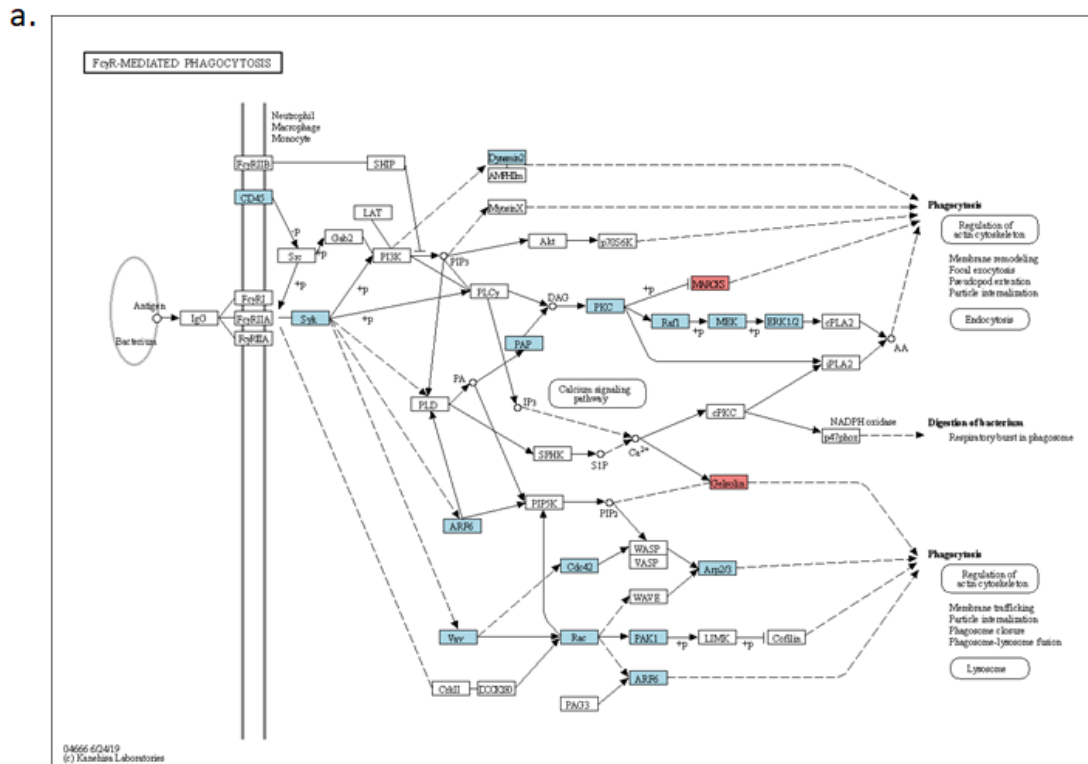 a.
FcγR-MEDIATED PHAGOCYTOSIS
Neutrophil
Macrophage
Monocyte
FcγRIIB
SHIP
Dynamin2
AMPHIIm
CD45
LAT
MyosinX
Phagocytosis
Regulation of
actin cytoskeleton
-p
Gab2
+p
Src
PI3K
PIP3
Akt
p70S6K
Membrane remodeling
Focal exocytosis
Pseudopod extention
Particle internalization
+p
+p
PLCγ
DAG
+p
MARCKS
Antigen
IgG
FcγRI
FcγRIIA
FcγRIIIA
Syk
+p
PKC
Raf1
+p
MEK
+p
ERK1/2
cPLA2
Endocytosis
Bacterium
PAP
AA
PA
iPLA2
PLD
IP3
Calcium signaling
pathway
cPKC
NADPH oxidase
p47phox
Digestion of bacterium
Respiratory burst in phagosome
SPHK
S1P
Ca2+
Gelsolin
PIP5K
PIP2
ARF6
WASP
VASP
Cdc42
Arp2/3
Phagocytosis
Regulation of
actin cytoskeleton
WAVE
Membrane trafficking
Particle internalization
Phagosome closure
Phagosome-lysosome fusion
Vav
Rac
PAK1
+p
LIMK
+p
Cofilin
Lysosome
CrkII
DOCK180
ARF6
PAG3
04666 6/24/19
(c) Kanehisa Laboratories